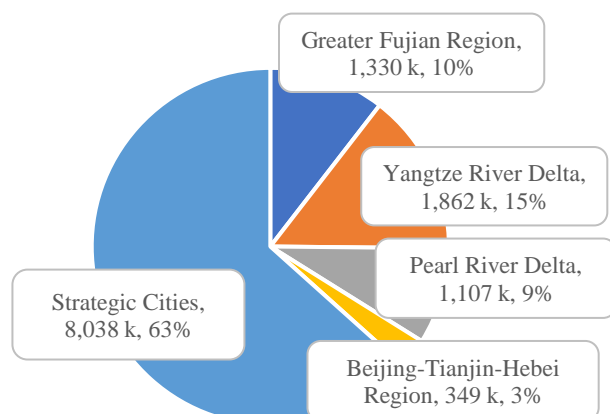 Greater Fujian Region,
1,330 k, 10%
Yangtze River Delta,
1,862 k, 15%
Pearl River Delta,
1,107 k, 9%
Strategic Cities,
8,038 k, 63%
Beijing-Tianjin-Hebei
Region, 349 k, 3%